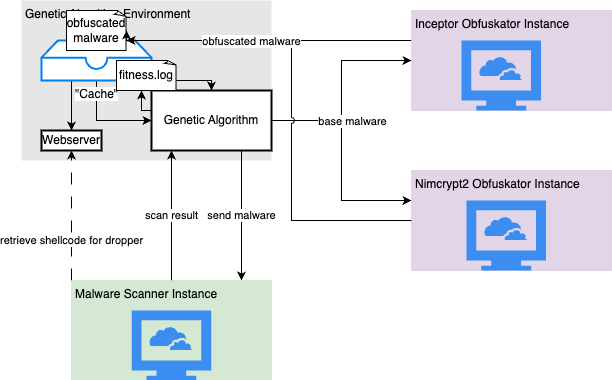 Genetic Algorithm Environment
obfuscated
malware
Inceptor Obfuskator Instance
obfuscated malware
fitness.log
"Cache"
Genetic Algorithm
base malware
Webserver
Nimcrypt2 Obfuskator Instance
scan result
send malware
retrieve shellcode for dropper
Malware Scanner Instance